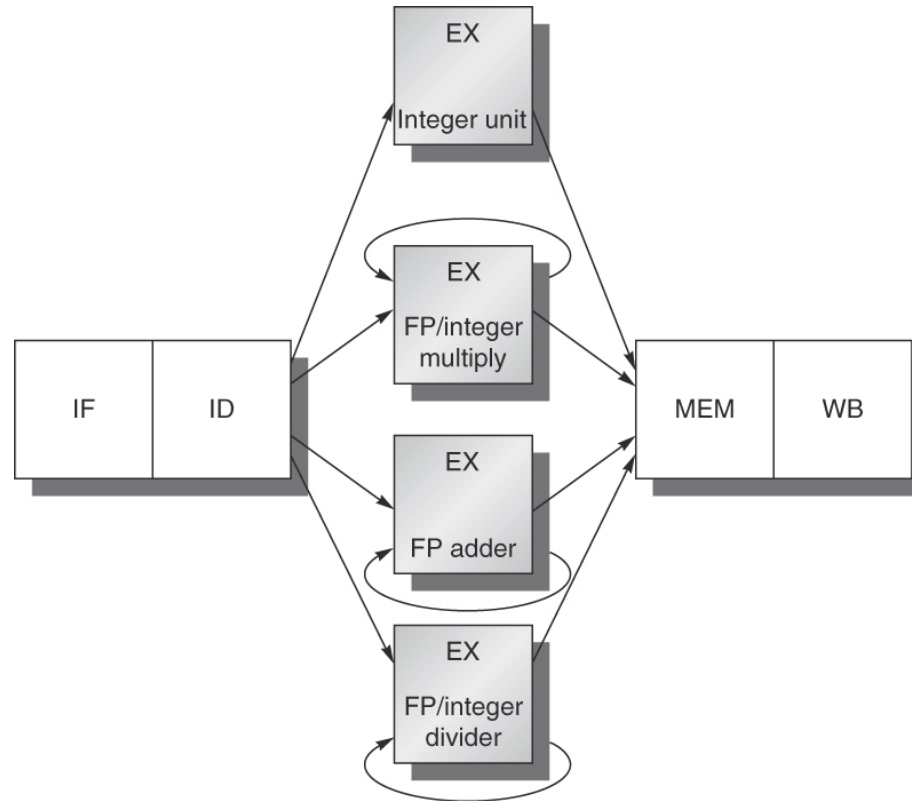 EX
Integer unit
EX
FP/integer
multiply
IF
ID
MEM
WB
EX
FP adder
EX
FP/integer
divider